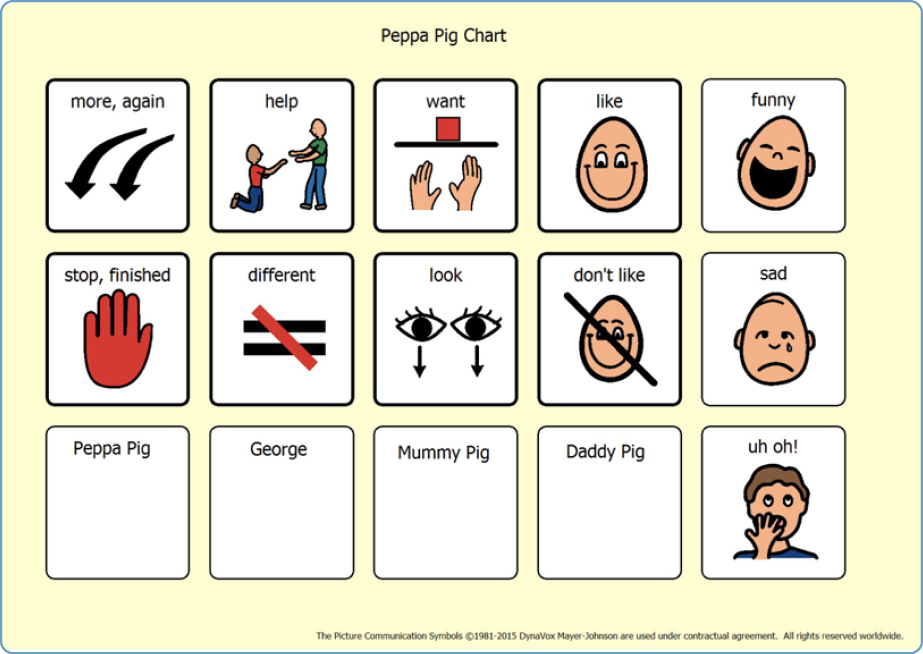 Peppa Pig Chart
more, again
help
want
like
funny
stop, finished
different
look
don't like
sad
Peppa Pig
George
Mummy Pig
Daddy Pig
uh oh!
The Picture Communication Symbols ©1981-2015 DynaVox Mayer-Johnson are used under contractual agreement. All rights reserved worldwide.